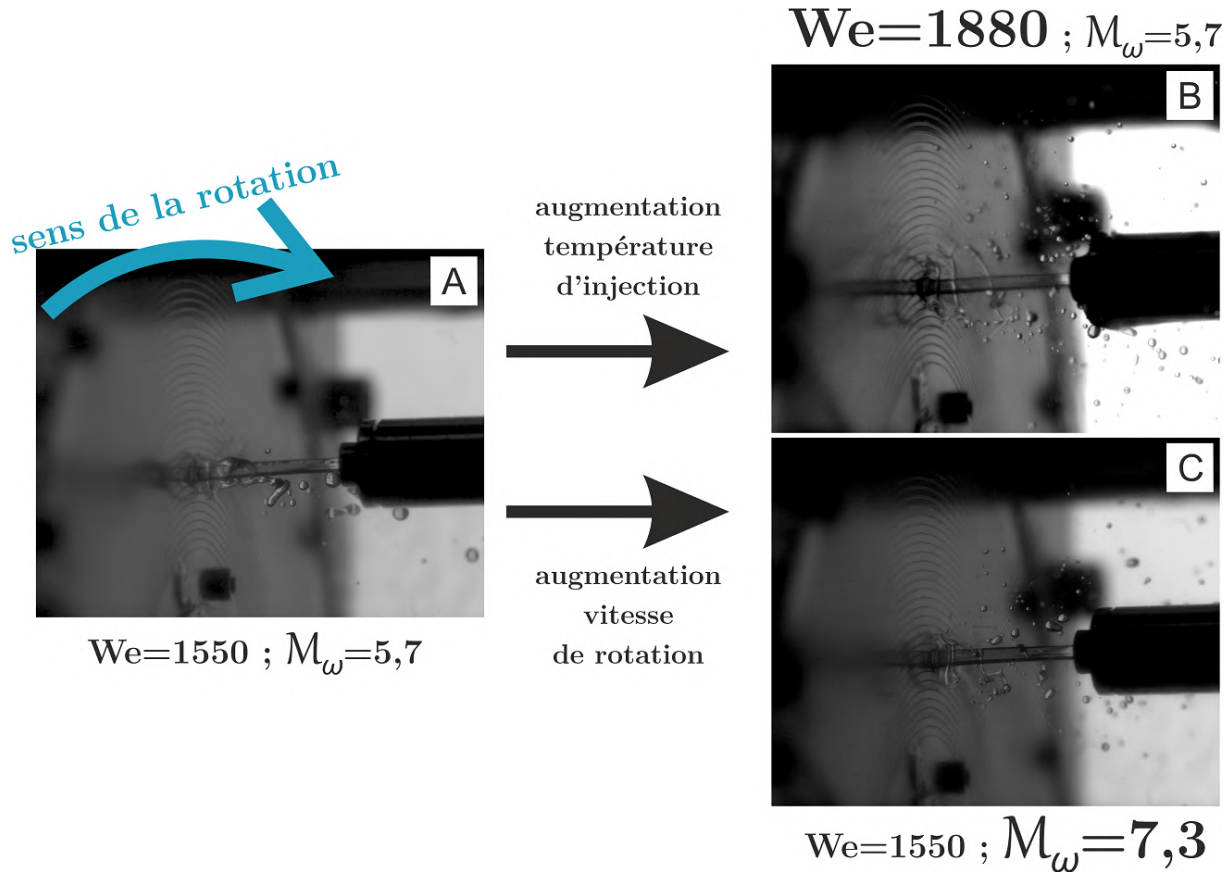 We=1880 ; M_ω=5,7
B
sens de la rotation
A
augmentation
température
d'injection
We=1550 ; M_ω=5,7
augmentation
vitesse
de rotation
C
We=1550 ; M_ω=7,3